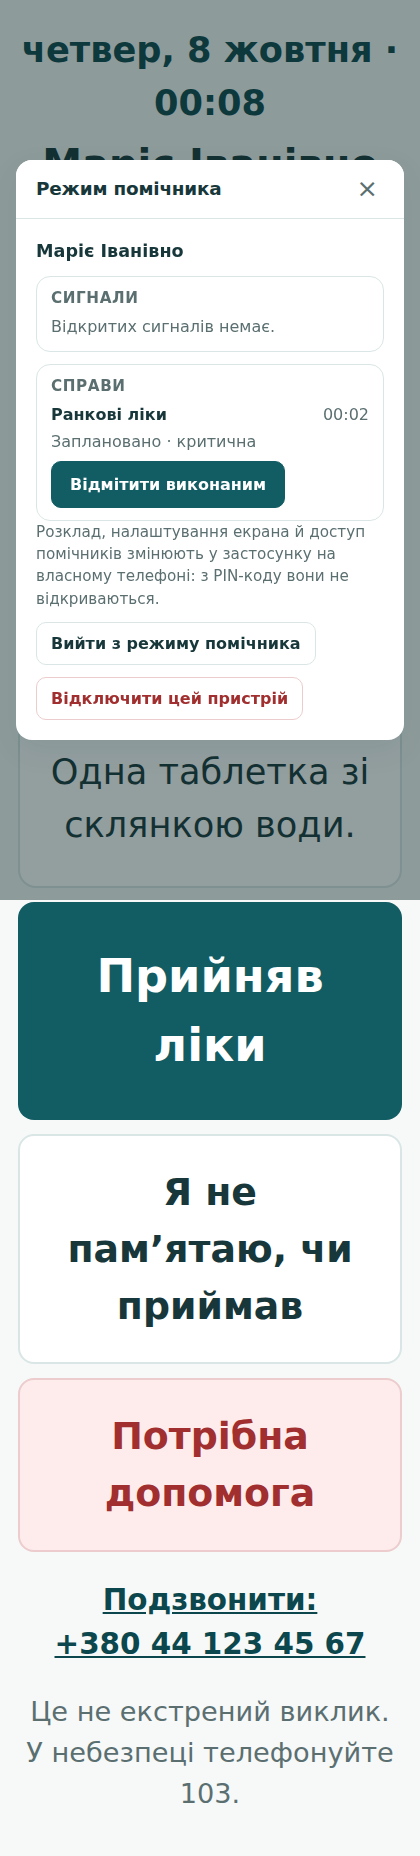 четвер, 8 жовтня ·
00:08
Маріє Іванівно
Режим помічника
×
Маріє Іванівно
СИГНАЛИ
Відкритих сигналів немає.
СПРАВИ
Ранкові ліки 00:02
Заплановано · критична
Відмітити виконаним
Розклад, налаштування екрана й доступ
помічників змінюють у застосунку на
власному телефоні: з PIN-коду вони не
відкриваються.
Вийти з режиму помічника
Відключити цей пристрій
Одна таблетка зі
склянкою води.
Прийняв
ліки
Я не
пам’ятаю, чи
приймав
Потрібна
допомога
Подзвонити:
+380 44 123 45 67
Це не екстрений виклик.
У небезпеці телефонуйте
103.